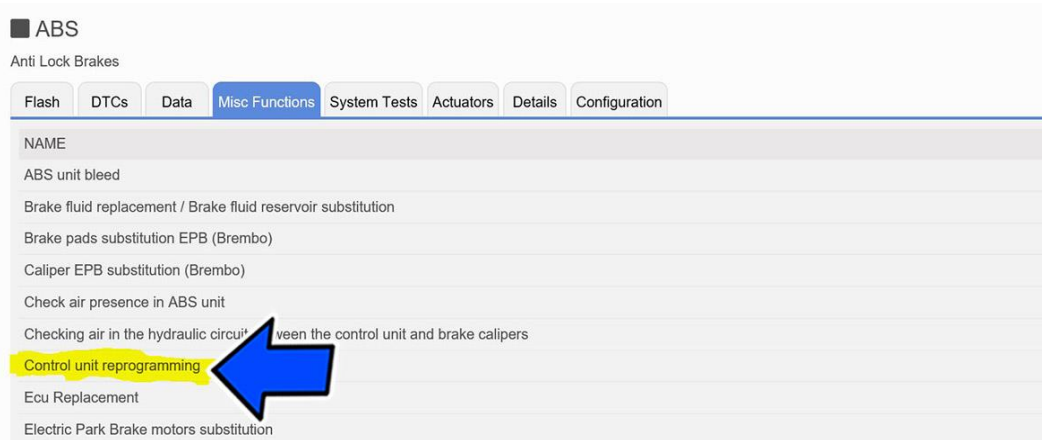 ABS
Anti Lock Brakes
Flash DTCs Data Misc Functions System Tests Actuators Details Configuration
NAME
ABS unit bleed
Brake fluid replacement / Brake fluid reservoir substitution
Brake pads substitution EPB (Brembo)
Caliper EPB substitution (Brembo)
Check air presence in ABS unit
Checking air in the hydraulic the control unit and brake calipers
Control unit reprogramming
Ecu Replacement
Electric Park Brake motors substitution